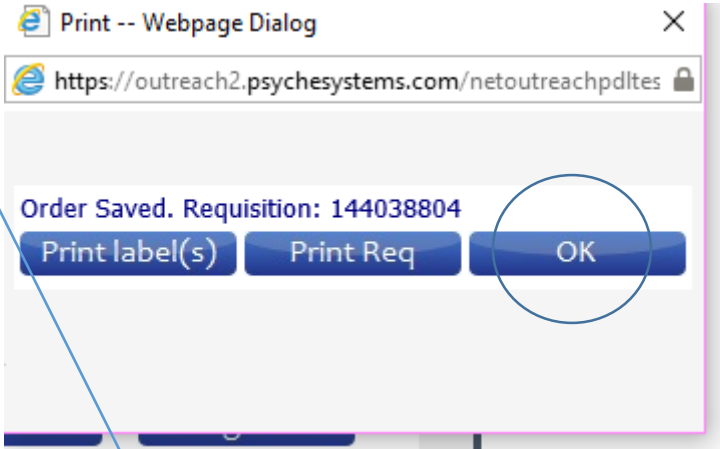 Print -- Webpage Dialog
https://outreach2.psychesystems.com/netoutreachpdltes
Order Saved. Requisition: 144038804
Print label(s) Print Req OK